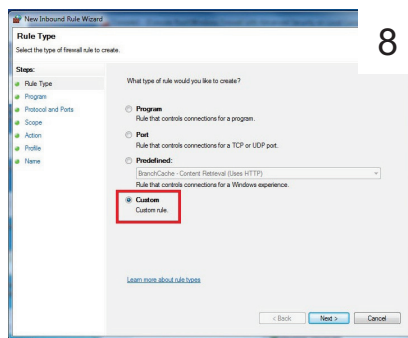 New Inbound Rule Wizard
Rule Type
Select the type of firewall rule to create.
8
Steps:
Rule Type
Program
Protocol and Ports
Scope
Action
Profile
Name
What type of rule would you like to create?
Program
Rule that controls connections for a program.
Port
Rule that controls connections for a TCP or UDP port.
Predefined:
BranchCache - Content Retrieval (Uses HTTP)
Rule that controls connections for a Windows experience.
Custom
Custom rule.
Learn more about rule types
< Back
Next >
Cancel